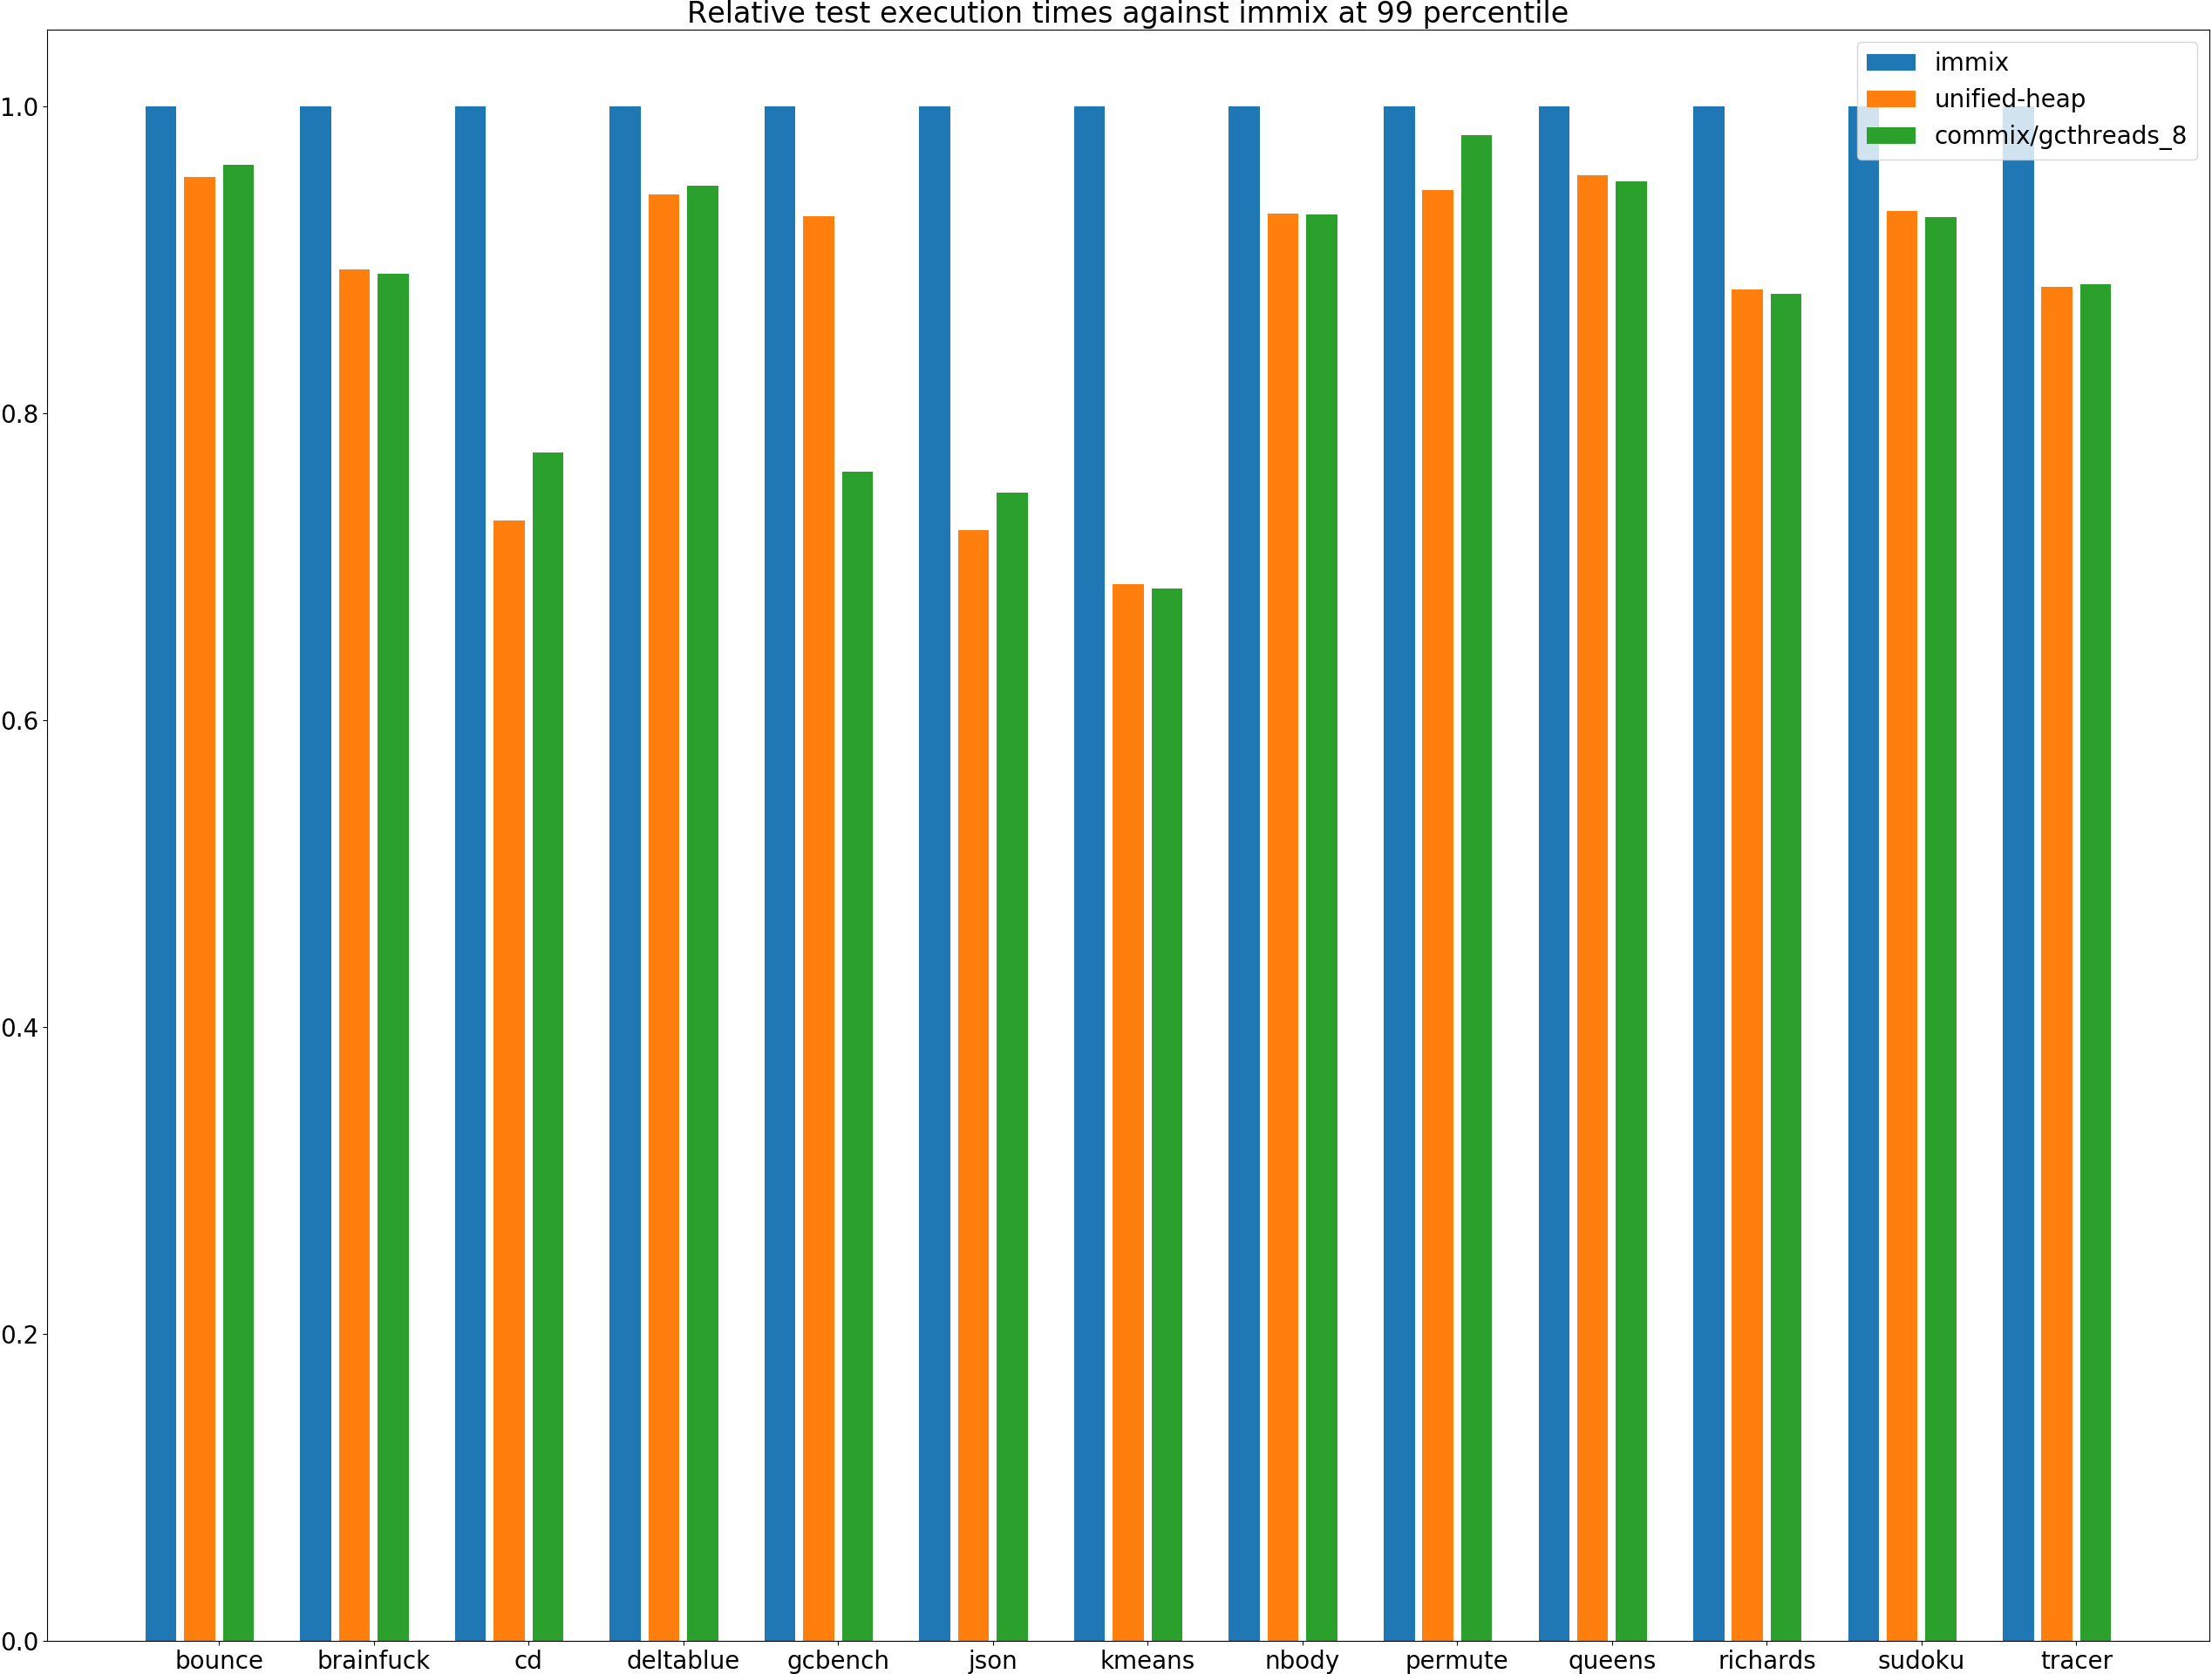 Relative test execution times against immix at 99 percentile
immix
unified-heap
commix/gcthreads_8
1.0
0.8
0.6
0.4
0.2
0.0
bounce brainfuck cd deltablue gcbench json kmeans nbody permute queens richards sudoku tracer